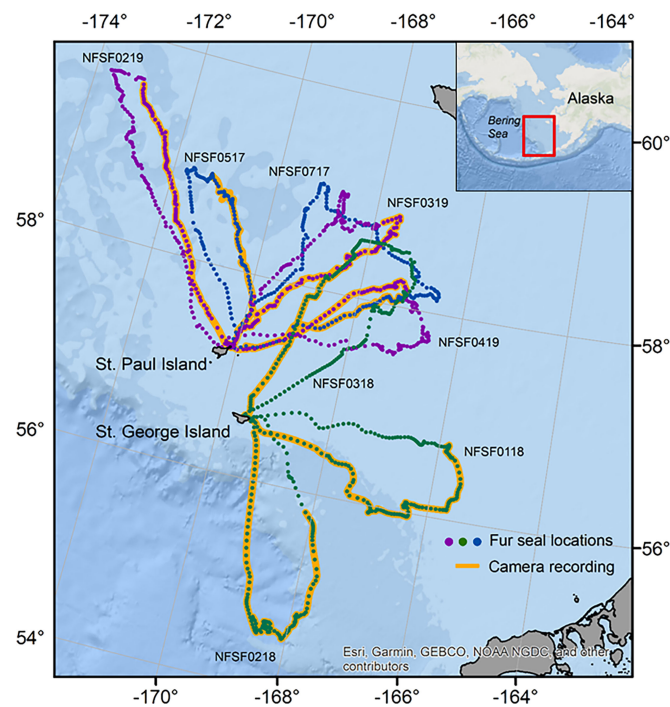 -174° -172° -170° -168° -166° -164°
NFSF0219
Alaska
Bering
Sea
60°
NFSF0517
NFSF0717
NFSF0319
58°
58°
NFSF0419
St. Paul Island
NFSF0318
56°
St. George Island
NFSF0118
Fur seal locations
56°
Camera recording
54°
NFSF0218
Esri, Garmin, GEBCO, NOAA NGDC, and other
contributors
-170° -168° -166° -164°